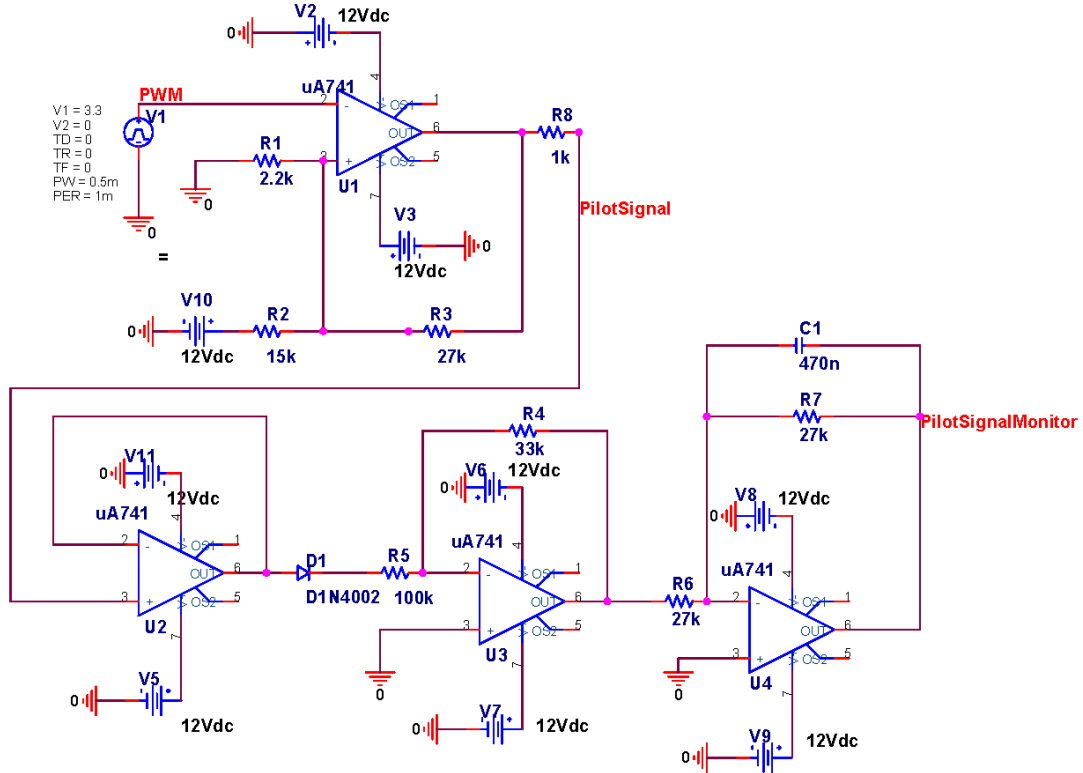 V2
12Vdc
0
uA741
4
V-
OS1
1
PWM
2
-
V1 = 3.3
V2 = 0
TD = 0
TR = 0
TF = 0
PW = 0.5m
PER = 1m
V1
+
-
OUT
6
R8
1k
R1
2.2k
3
+
V+
OS2
5
U1
7
PilotSignal
0
0
=
V3
0
12Vdc
V10
0
12Vdc
R2
15k
R3
27k
C1
470n
R7
27k
PilotSignalMonitor
R4
33k
V11
0
12Vdc
uA741
4
V-
OS1
1
2
-
OUT
6
3
+
V+
OS2
5
U2
7
V5
0
12Vdc
D1
D1N4002
R5
100k
V6
0
12Vdc
uA741
4
V-
OS1
1
2
-
OUT
6
3
+
V+
OS2
5
U3
7
0
V7
0
12Vdc
R6
27k
V8
0
12Vdc
uA741
4
V-
OS1
1
2
-
OUT
6
3
+
V+
OS2
5
U4
7
0
V9
0
12Vdc